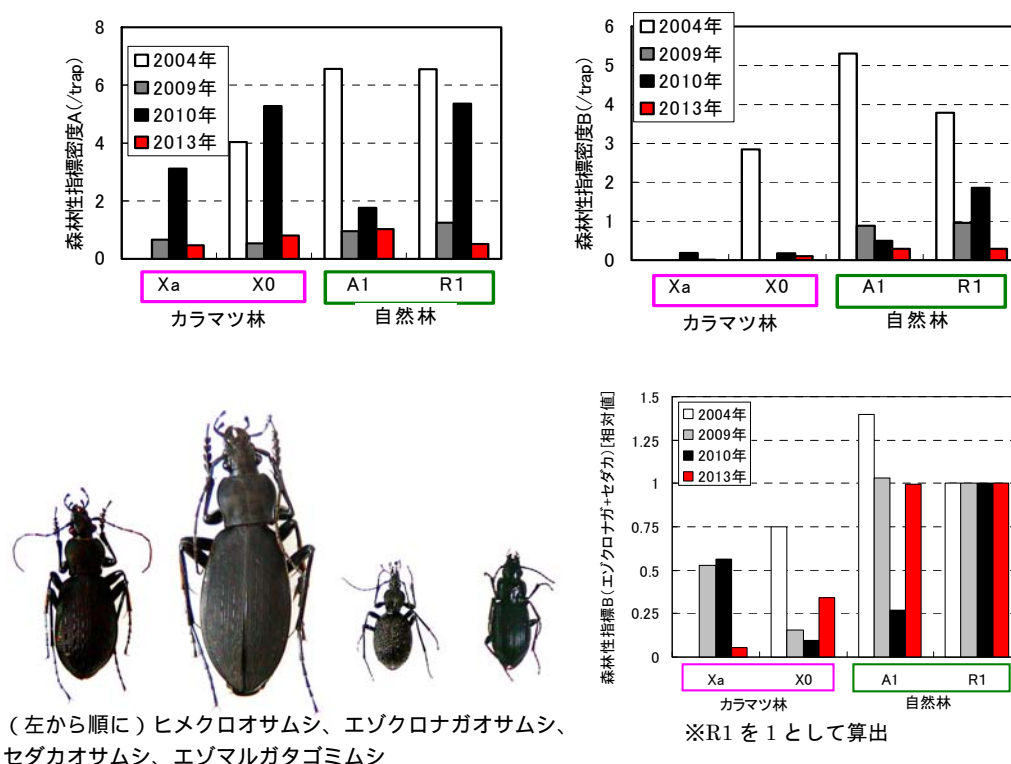 森林性指標密度A(/trap)
8
6
4
2
0
2004年
2009年
2010年
2013年
Xa X0 A1 R1
カラマツ林 自然林
森林性指標密度B(/trap)
6
5
4
3
2
1
0
2004年
2009年
2010年
2013年
Xa X0 A1 R1
カラマツ林 自然林
(左から順に)ヒメクロオサムシ、エゾクロナガオサムシ、
セダカオサムシ、エゾマルガタゴミムシ
森林性指標B(エゾクロナガ+セダカ)[相対値]
1.5
1.25
1
0.75
0.5
0.25
0
2004年
2009年
2010年
2013年
Xa X0 A1 R1
カラマツ林 自然林
※R1 を 1 として算出